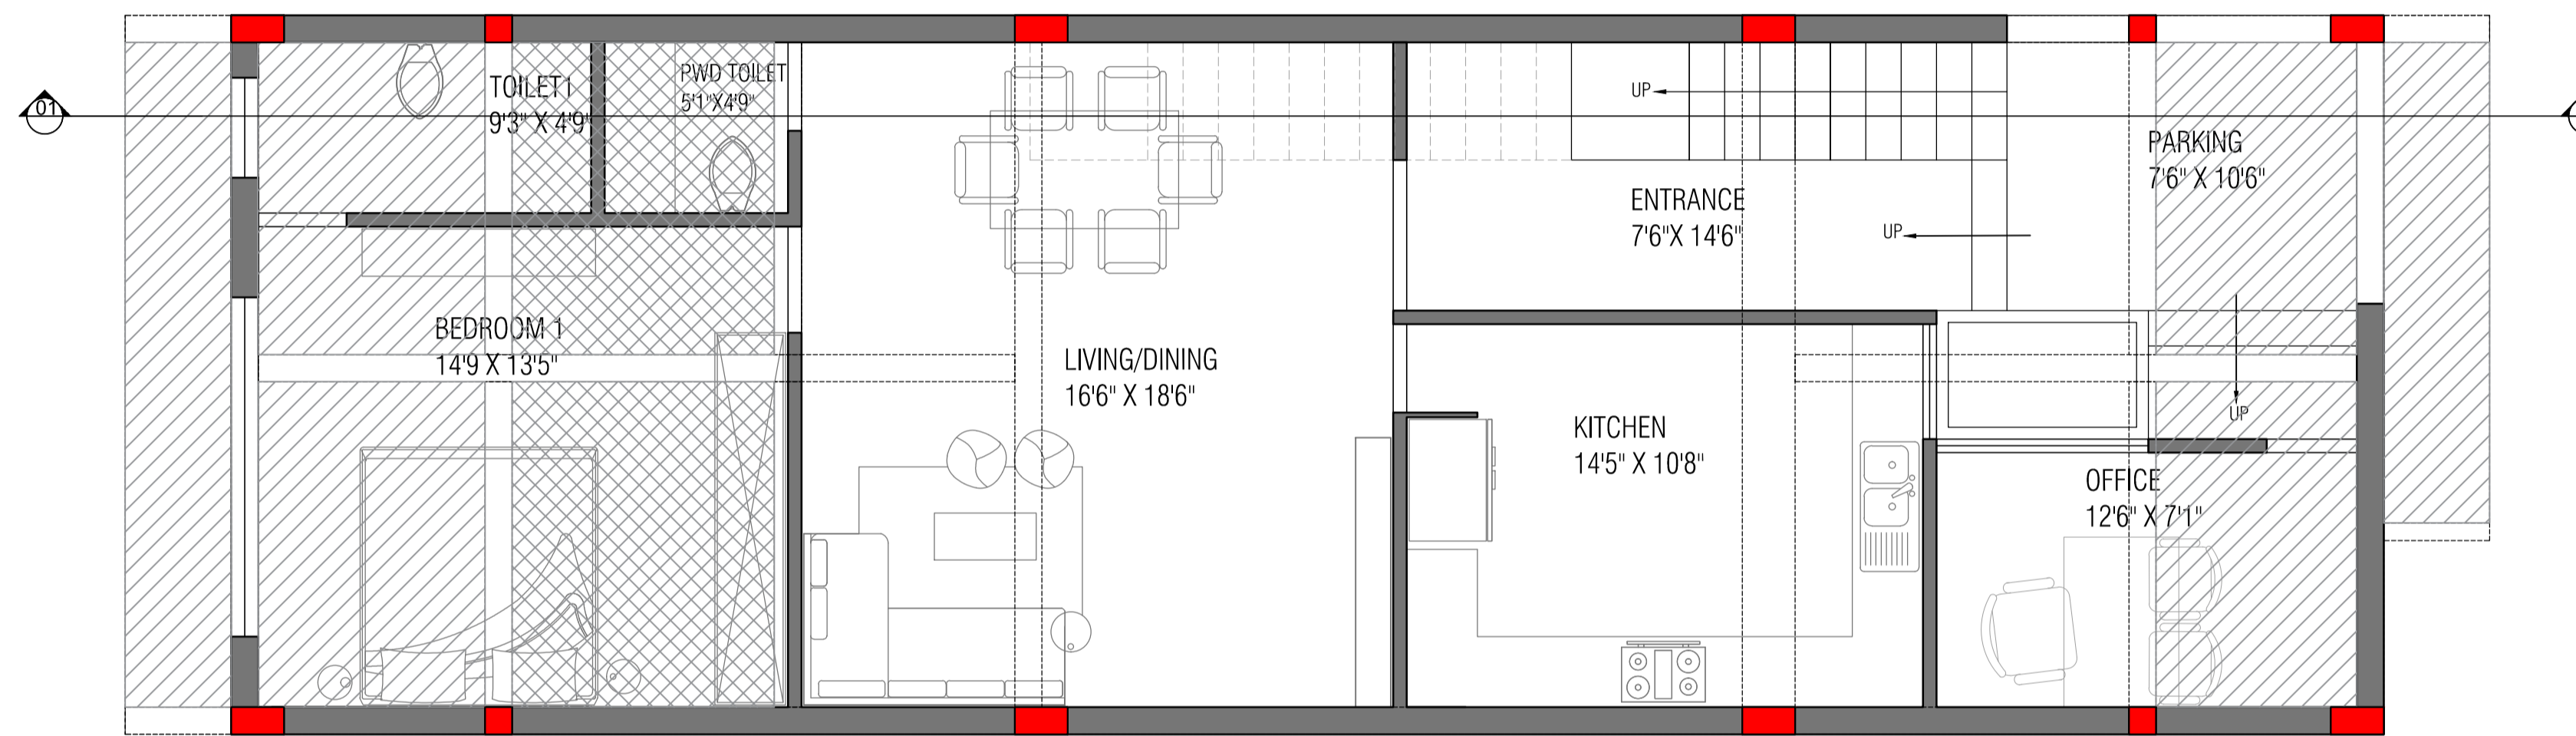 01
TOILET1
9'3" X 4'9"
PWD TOILET
5'1"X4'9"
UP
PARKING
7'6" X 10'6"
ENTRANCE
7'6"X 14'6"
UP
BEDROOM 1
14'9 X 13'5"
LIVING/DINING
16'6" X 18'6"
UP
KITCHEN
14'5" X 10'8"
OFFICE
12'6" X 7'1"